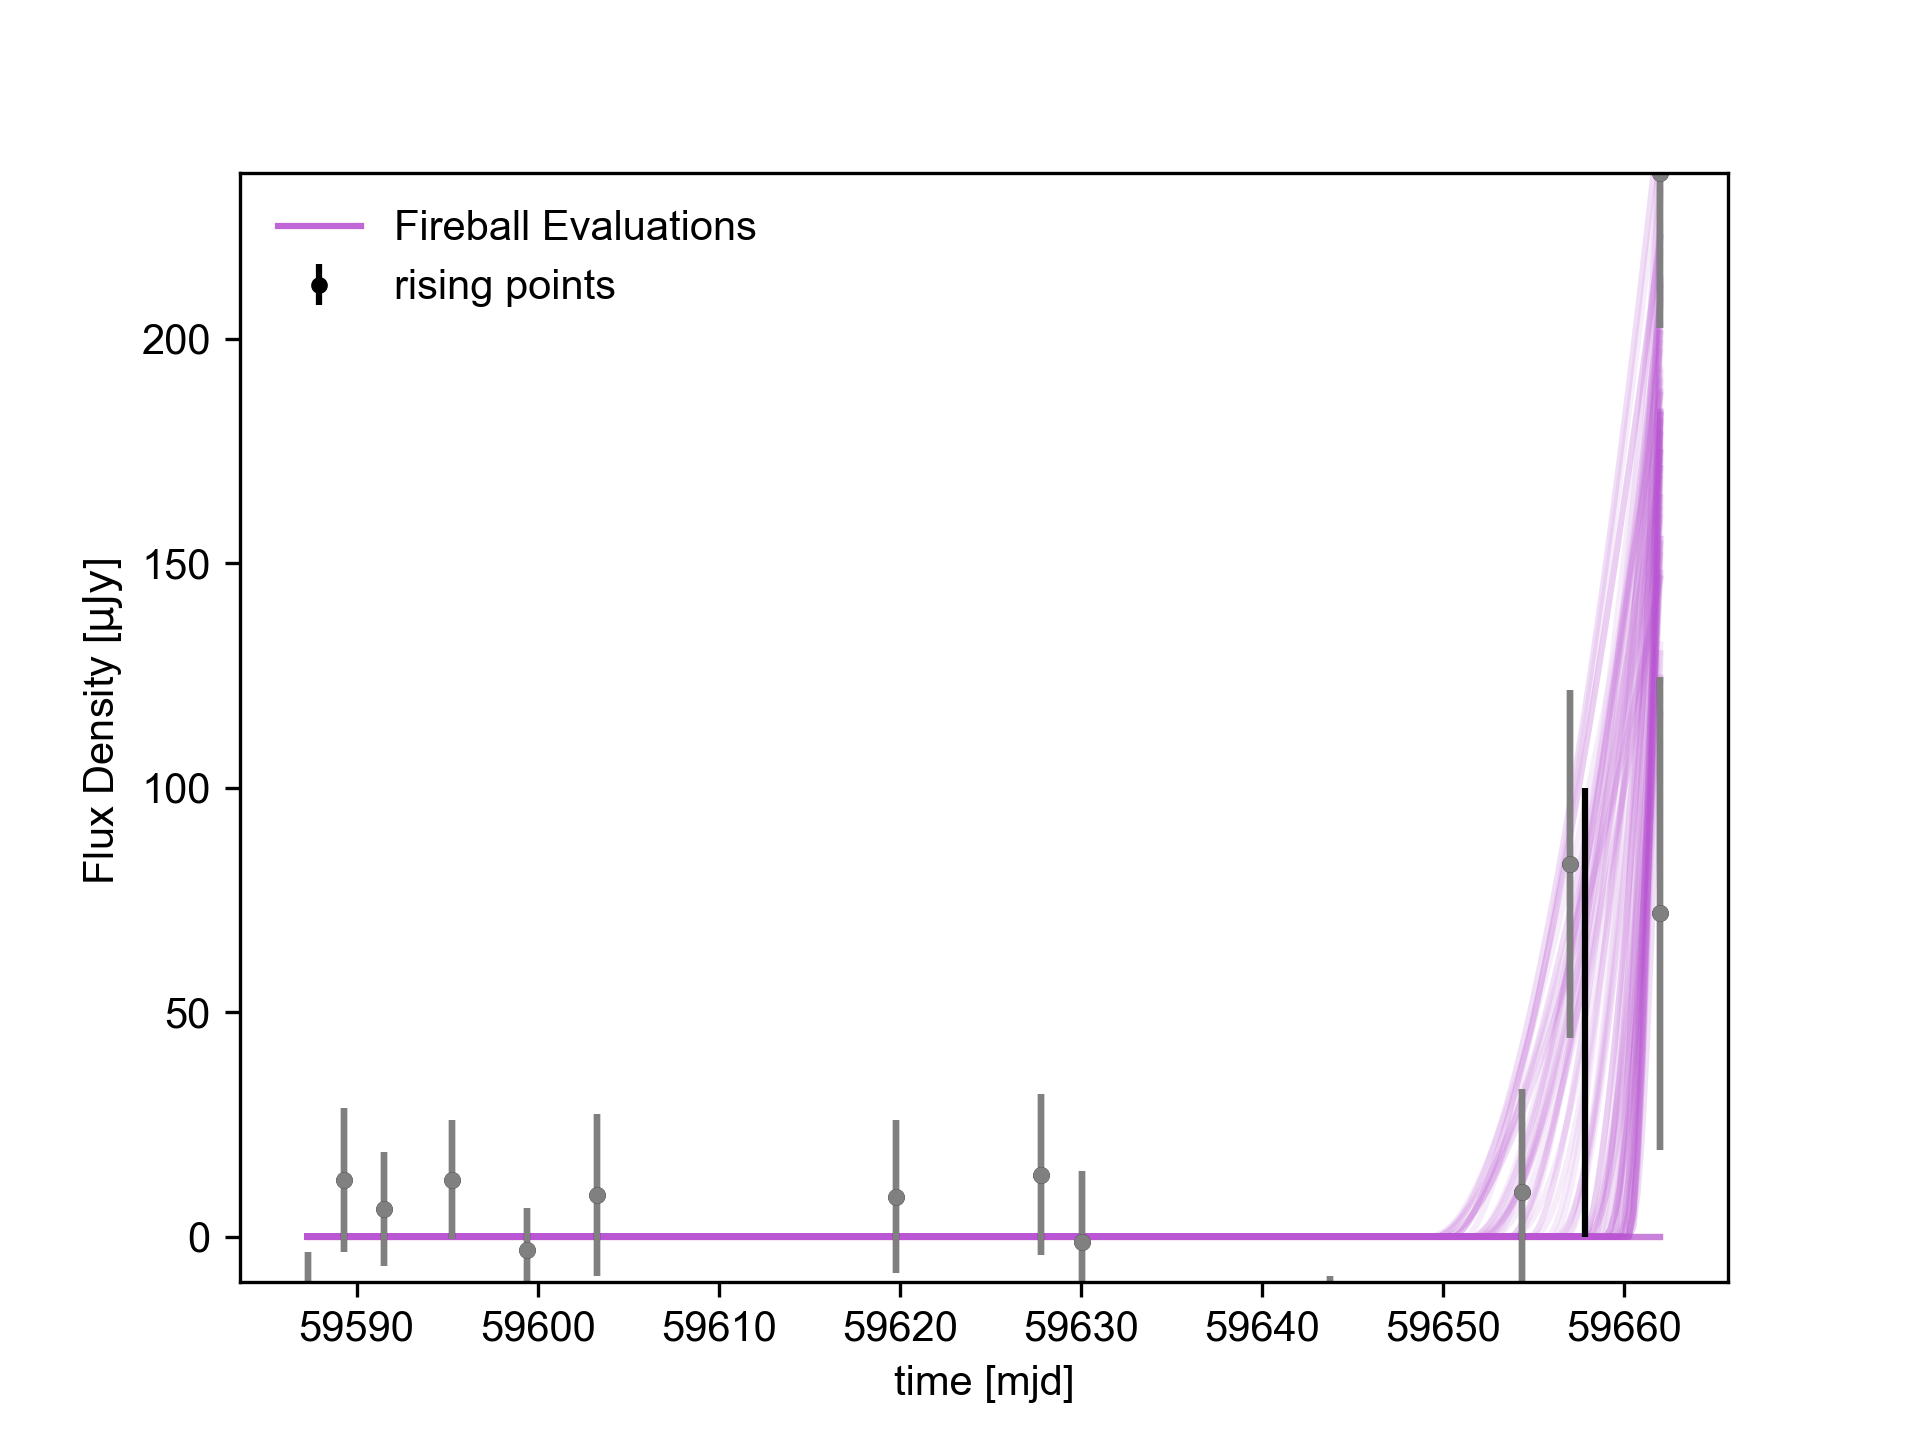 Fireball Evaluations
rising points
200
150
100
50
0
Flux Density [µJy]
59590 59600 59610 59620 59630 59640 59650 59660
time [mjd]